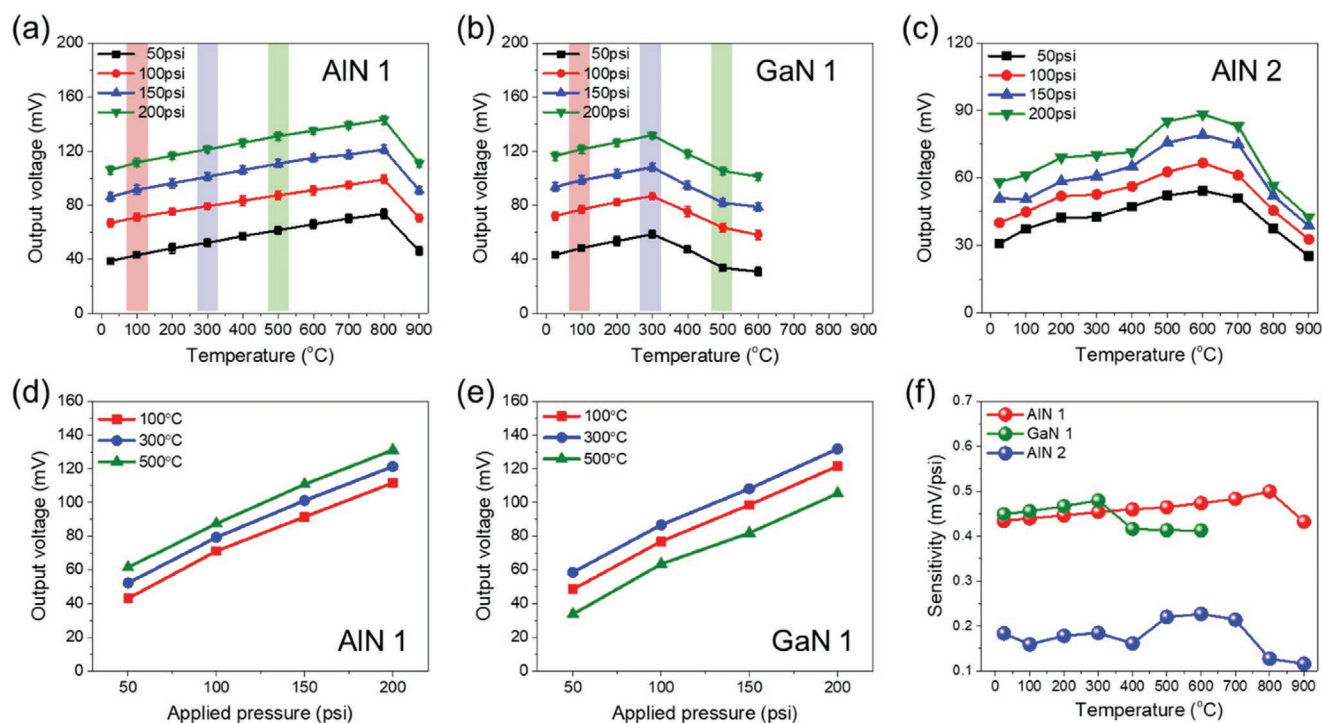 (a)
200
160
120
80
40
0
Output voltage (mV)
50psi
100psi
150psi
200psi
AlN 1
0 100 200 300 400 500 600 700 800 900
Temperature (°C)
(b)
200
160
120
80
40
0
Output voltage (mV)
50psi
100psi
150psi
200psi
GaN 1
0 100 200 300 400 500 600 700 800 900
Temperature (°C)
(c)
120
90
60
30
0
Output voltage (mV)
50psi
100psi
150psi
200psi
AlN 2
0 100 200 300 400 500 600 700 800 900
Temperature (°C)
(d)
160
140
120
100
80
60
40
20
0
Output voltage (mV)
100°C
300°C
500°C
AlN 1
50 100 150 200
Applied pressure (psi)
(e)
160
140
120
100
80
60
40
20
0
Output voltage (mV)
100°C
300°C
500°C
GaN 1
50 100 150 200
Applied pressure (psi)
(f)
0.7
0.6
0.5
0.4
0.3
0.2
0.1
Sensitivity (mV/psi)
AlN 1
GaN 1
AlN 2
0 100 200 300 400 500 600 700 800 900
Temperature (°C)